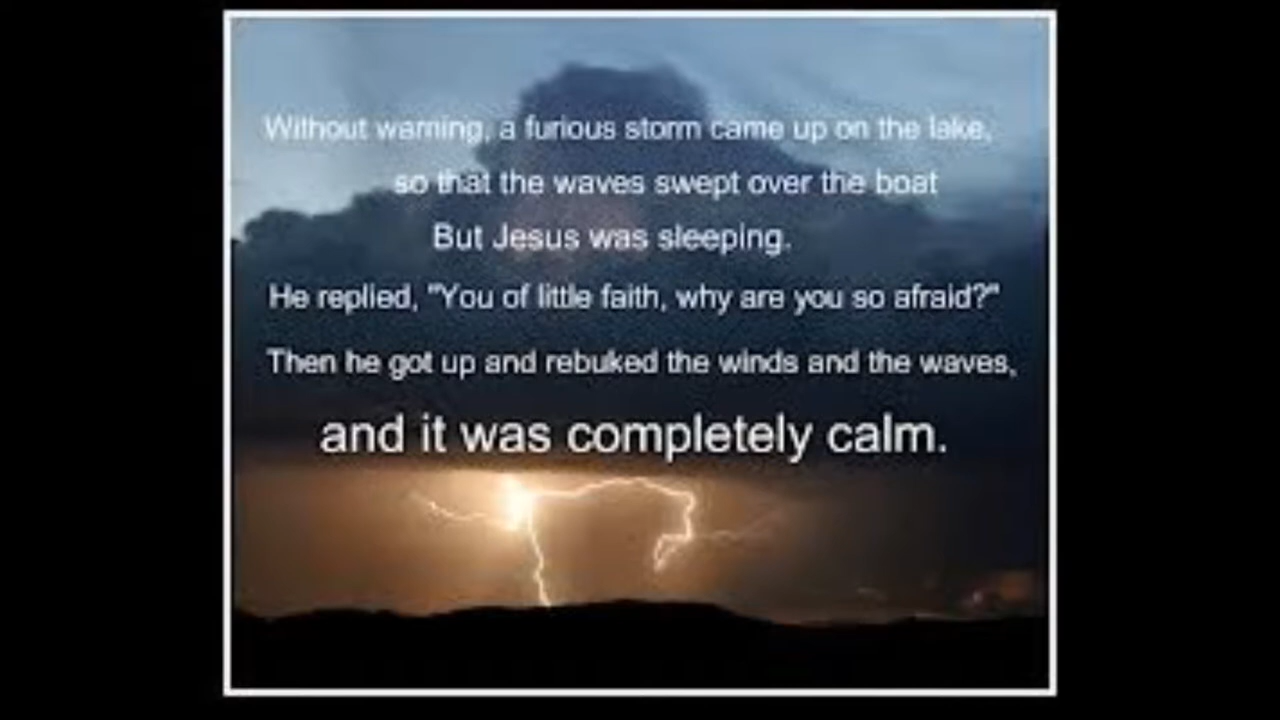 Without warning, a furious storm came up on the lake,
so that the waves swept over the boat
But Jesus was sleeping.
He replied, "You of little faith, why are you so afraid?"
Then he got up and rebuked the winds and the waves,
and it was completely calm.